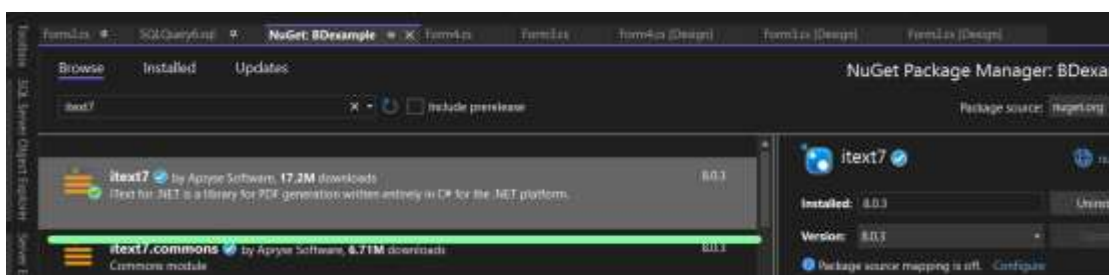 Form2.cs SQLQuery6.sql NuGet: BDexample Form4.cs Form3.cs Form4.cs [Design] Form3.cs [Design] Form2.cs [Design]
Toolbox
SQL Server Object Explorer
Server E
Browse Installed Updates
NuGet Package Manager: BDexa
itext7
Include prerelease
Package source: nuget.org
itext7 by Apryse Software, 17.2M downloads 8.0.3
iText for .NET is a library for PDF generation written entirely in C# for the .NET platform.
itext7.commons by Apryse Software, 6.71M downloads 8.0.3
Commons module
itext7
Installed: 8.0.3 Unins
Version: 8.0.3
Package source mapping is off. Configure